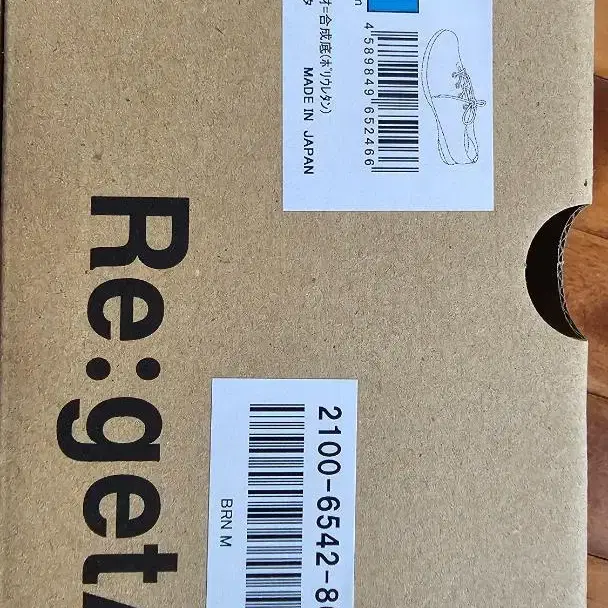 ｵ=合成底(ﾎﾟﾘｳﾚﾀﾝ)
MADE IN JAPAN
4 589849 652466
Re:get
2100-6542-8
BRN M